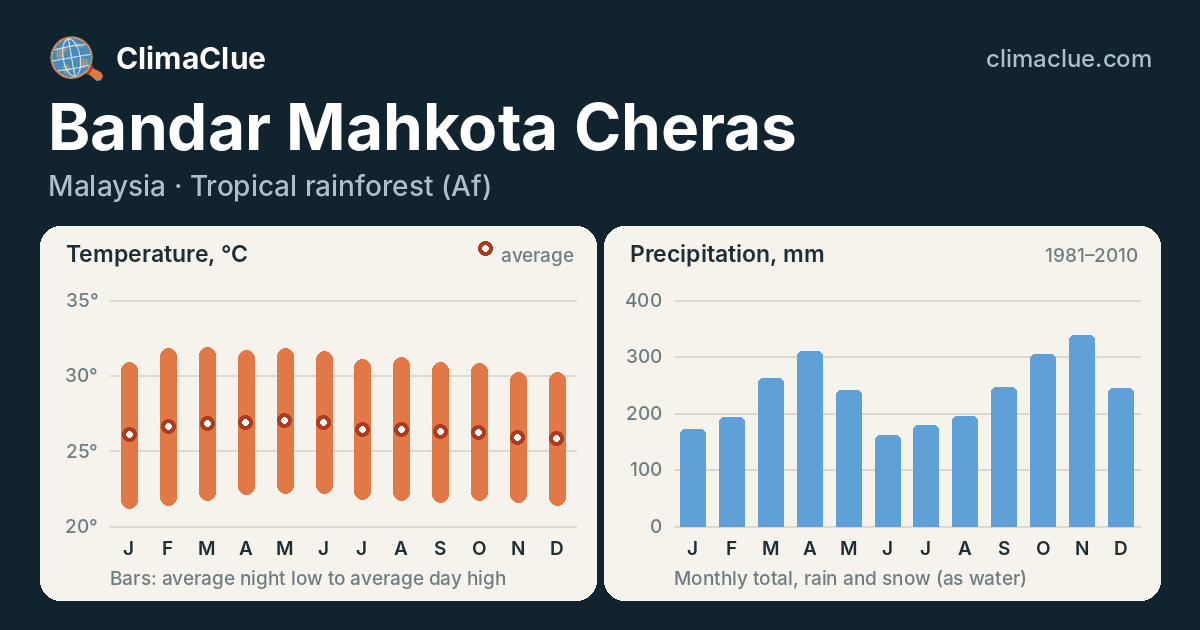 ClimaClue
climaclue.com
Bandar Mahkota Cheras
Malaysia · Tropical rainforest (Af)
Temperature, °C
average
35°
30°
25°
20°
J F M A M J J A S O N D
Bars: average night low to average day high
Precipitation, mm
1981–2010
400
300
200
100
0
J F M A M J J A S O N D
Monthly total, rain and snow (as water)